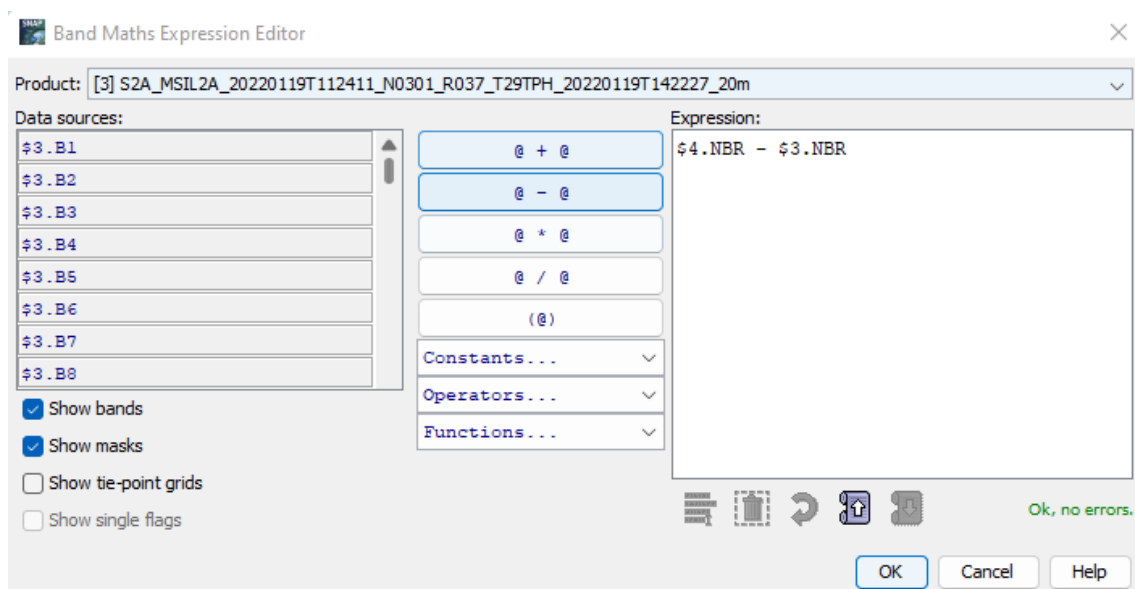 SNAP
Band Maths Expression Editor
Product: [3] S2A_MSIL2A_20220119T112411_N0301_R037_T29TPH_20220119T142227_20m
Data sources:
$3.B1
$3.B2
$3.B3
$3.B4
$3.B5
$3.B6
$3.B7
$3.B8
Show bands
Show masks
Show tie-point grids
Show single flags
@ + @
@ - @
@ * @
@ / @
(@)
Constants...
Operators...
Functions...
Expression:
$4.NBR - $3.NBR
Ok, no errors.
OK
Cancel
Help